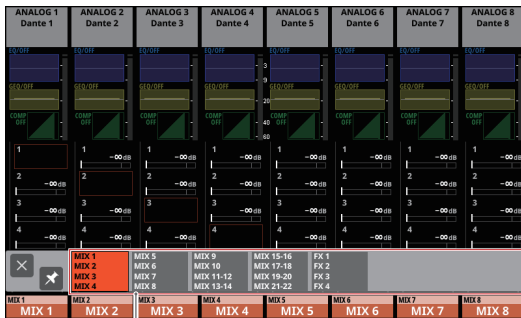 ANALOG 1 ANALOG 2 ANALOG 3 ANALOG 4 ANALOG 5 ANALOG 6 ANALOG 7 ANALOG 8
Dante 1 Dante 2 Dante 3 Dante 4 Dante 5 Dante 6 Dante 7 Dante 8
EQ/OFF EQ/OFF EQ/OFF EQ/OFF EQ/OFF EQ/OFF EQ/OFF EQ/OFF
3
9
GEQ/OFF GEQ/OFF GEQ/OFF GEQ/OFF GEQ/OFF GEQ/OFF GEQ/OFF GEQ/OFF
20
COMP COMP COMP COMP COMP COMP COMP COMP
OFF OFF OFF OFF 40 OFF OFF OFF OFF
60
1 1 1 1 1 1 1 1
-∞dB -∞dB -∞dB -∞dB -∞dB -∞dB -∞dB
2 2 2 2 2 2 2 2
-∞dB -∞dB -∞dB -∞dB -∞dB -∞dB -∞dB
3 3 3 3 3 3 3 3
-∞dB -∞dB -∞dB -∞dB -∞dB -∞dB -∞dB
4 4 4 4 4 4 4 4
-∞dB -∞dB -∞dB -∞dB -∞dB -∞dB -∞dB
MIX 1 MIX 5 MIX 9 MIX 15-16 FX 1
MIX 2 MIX 6 MIX 10 MIX 17-18 FX 2
MIX 3 MIX 7 MIX 11-12 MIX 19-20 FX 3
MIX 4 MIX 8 MIX 13-14 MIX 21-22 FX 4
MIX 1 MIX 2 MIX 3 MIX 4 MIX 5 MIX 6 MIX 7 MIX 8
MIX 1 MIX 2 MIX 3 MIX 4 MIX 5 MIX 6 MIX 7 MIX 8